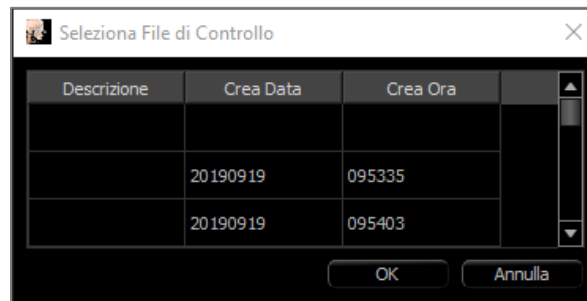 Seleziona File di Controllo
Descrizione Crea Data Crea Ora
20190919 095335
20190919 095403
OK Annulla